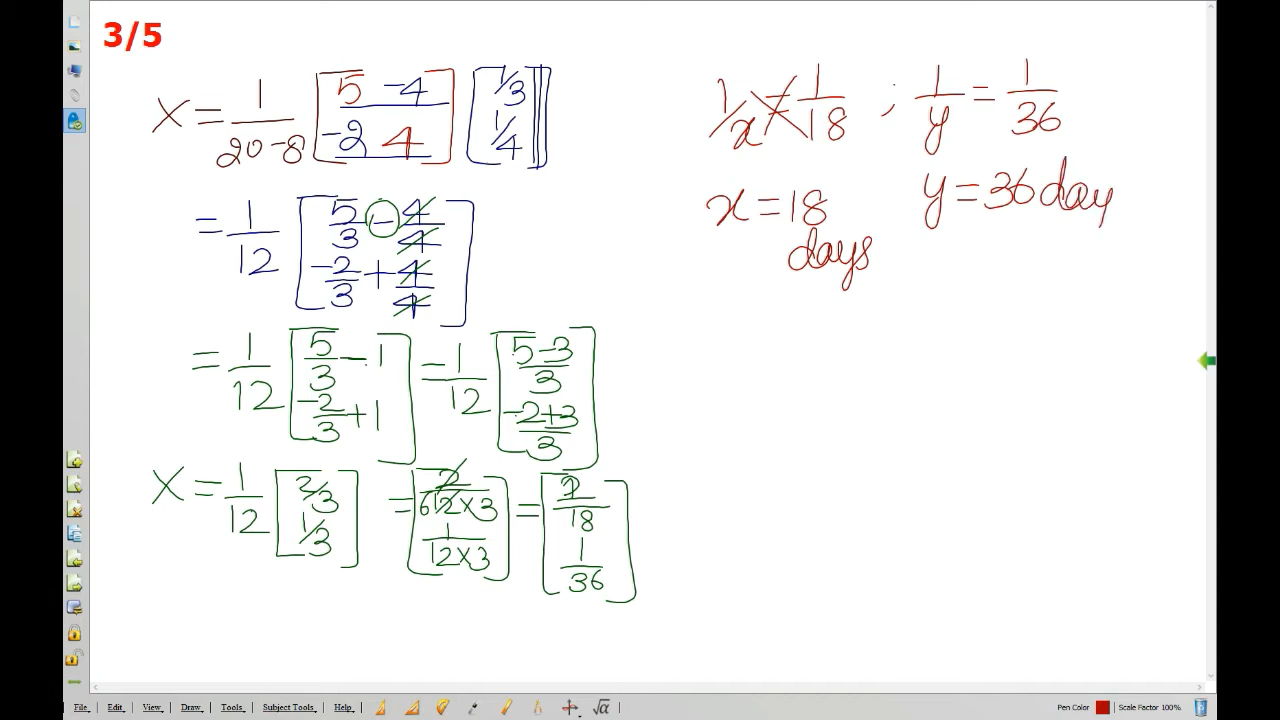 3/5
X = 1/(20-8) [5 -4; -2 4] [1/3; 1/4]
= 1/12 [5/3 - 4/4; -2/3 + 4/4]
= 1/12 [5/3 - 1; -2/3 + 1] = 1/12 [(5-3)/3; (-2+3)/3]
X = 1/12 [2/3; 1/3] = [2/(6 12×3); 1/(12×3)] = [1/18; 1/36]
1/x = 1/18 ; 1/y = 1/36
x = 18 days
y = 36 day
File Edit View Draw Tools Subject Tools Help √α Pen Color Scale Factor 100%